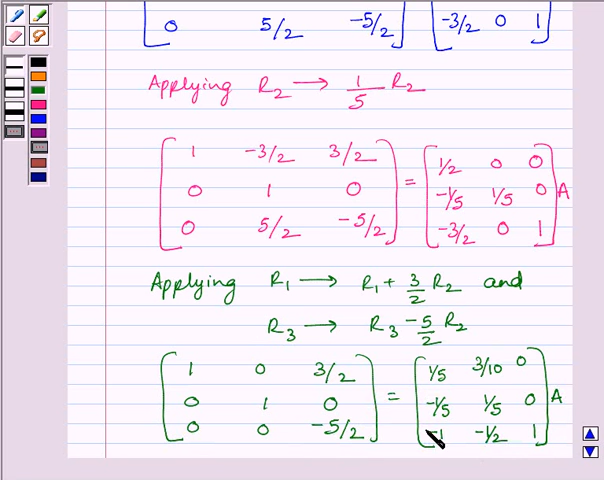 [ 0 5/2 -5/2 ] [ -3/2 0 1 ]
Applying R₂ → 1/5 R₂
[ 1 -3/2 3/2 ] [ 1/2 0 0 ]
[ 0 1 0 ] = [ -1/5 1/5 0 ] A
[ 0 5/2 -5/2 ] [ -3/2 0 1 ]
Applying R₁ → R₁ + 3/2 R₂ and
R₃ → R₃ - 5/2 R₂
[ 1 0 3/2 ] [ 1/5 3/10 0 ]
[ 0 1 0 ] = [ -1/5 1/5 0 ] A
[ 0 0 -5/2 ] [ -1 -1/2 1 ]